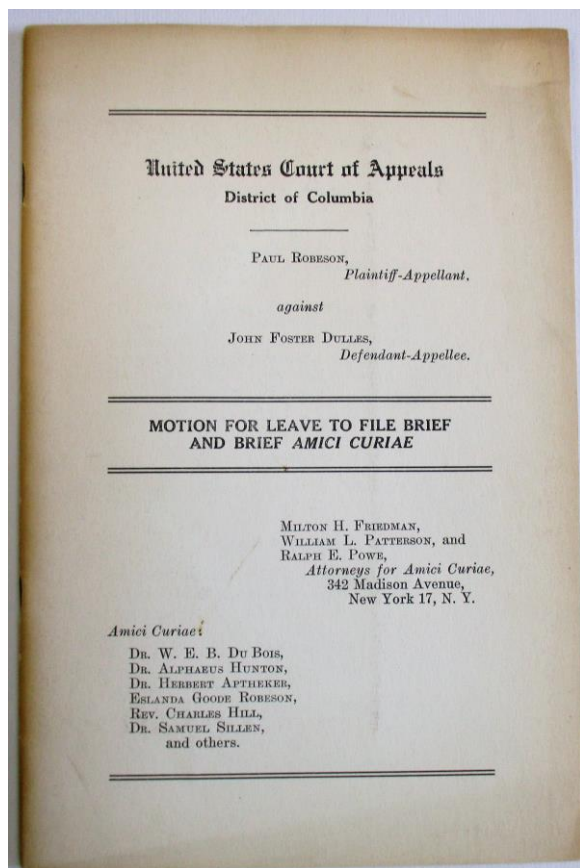 United States Court of Appeals
District of Columbia
PAUL ROBESON,
Plaintiff-Appellant.
against
JOHN FOSTER DULLES,
Defendant-Appellee.
MOTION FOR LEAVE TO FILE BRIEF
AND BRIEF AMICI CURIAE
MILTON H. FRIEDMAN,
WILLIAM L. PATTERSON, and
RALPH E. POWE,
Attorneys for Amici Curiae,
342 Madison Avenue,
New York 17, N. Y.
Amici Curiae:
DR. W. E. B. DU BOIS,
DR. ALPHAEUS HUNTON,
DR. HERBERT APTHEKER,
ESLANDA GOODE ROBESON,
REV. CHARLES HILL,
DR. SAMUEL SILLEN,
and others.